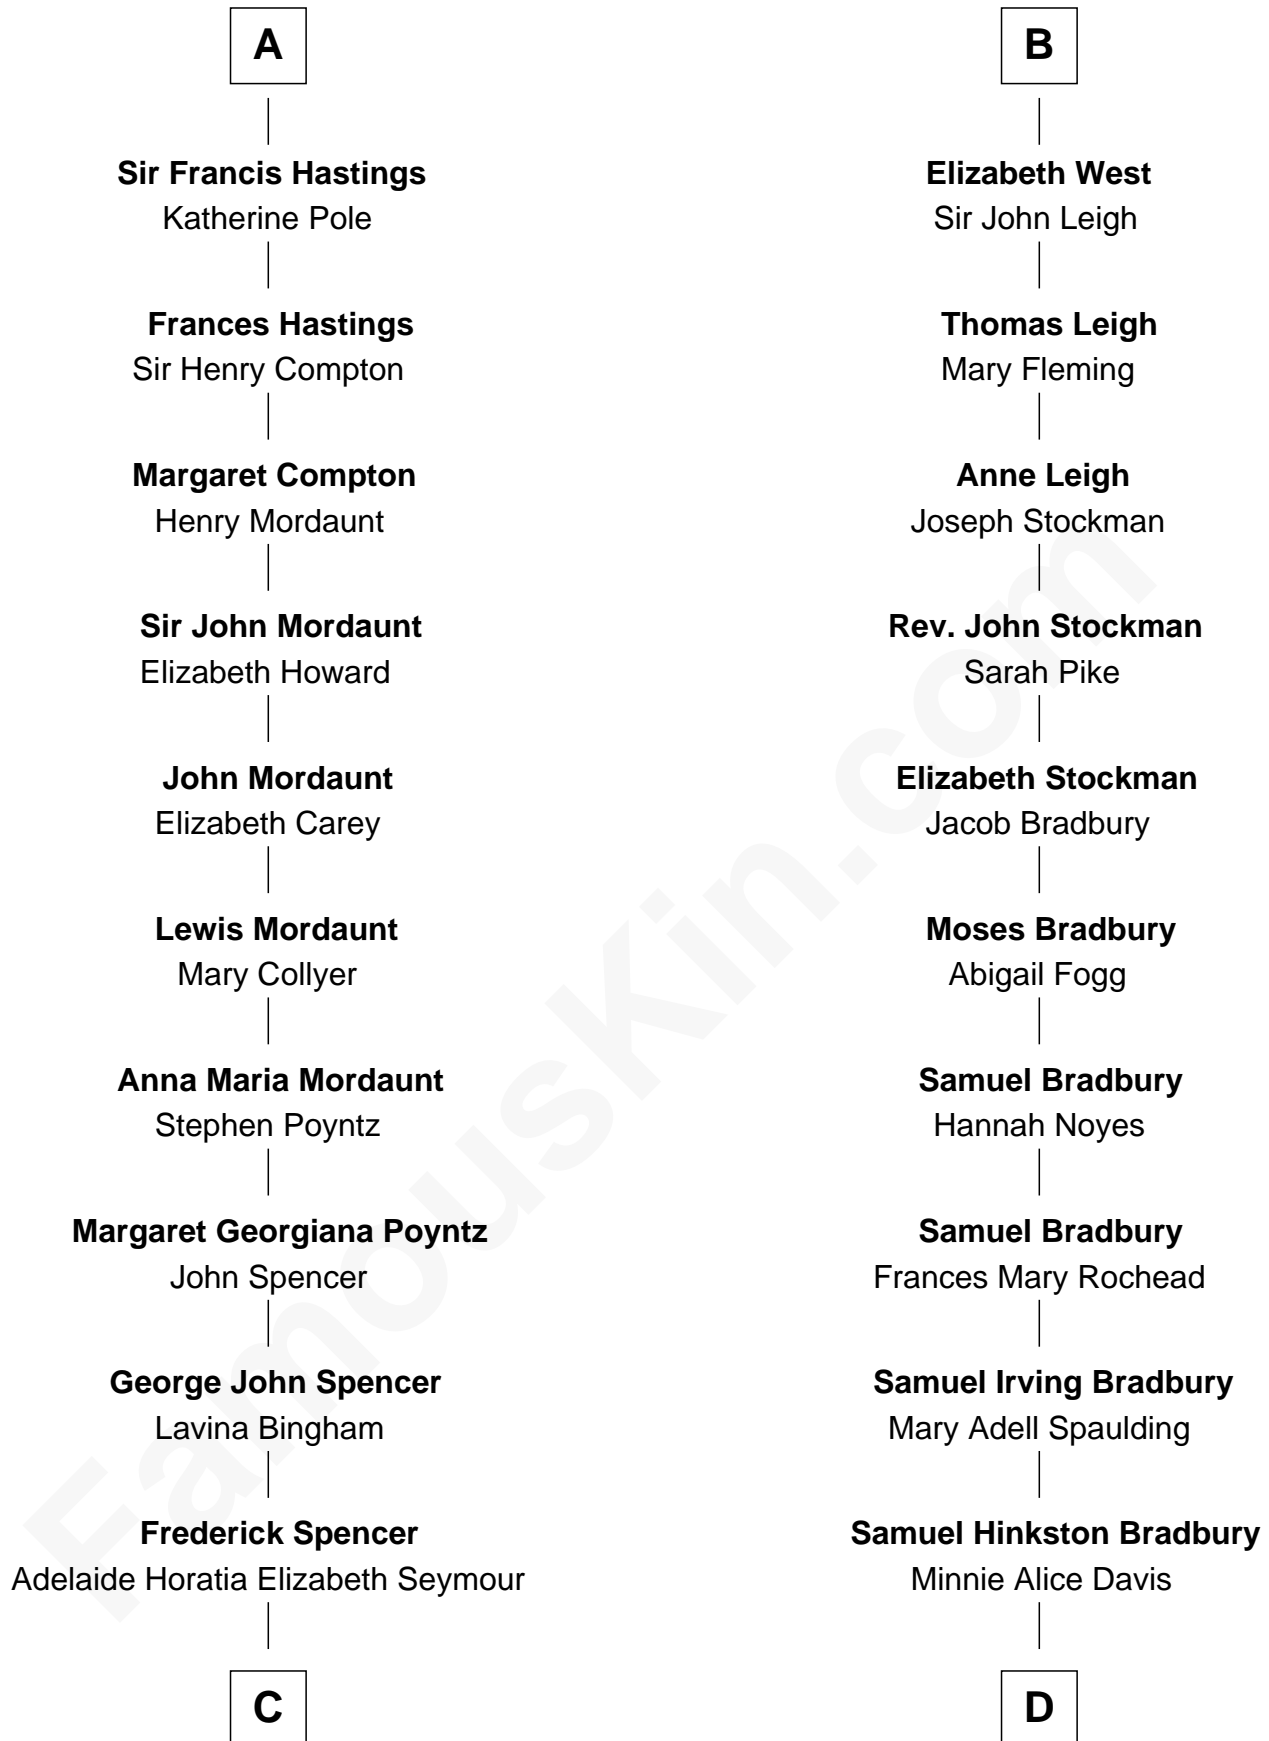 A
Sir Francis Hastings
Katherine Pole
Frances Hastings
Sir Henry Compton
Margaret Compton
Henry Mordaunt
Sir John Mordaunt
Elizabeth Howard
John Mordaunt
Elizabeth Carey
Lewis Mordaunt
Mary Collyer
Anna Maria Mordaunt
Stephen Poyntz
Margaret Georgiana Poyntz
John Spencer
George John Spencer
Lavina Bingham
Frederick Spencer
Adelaide Horatia Elizabeth Seymour
C
B
Elizabeth West
Sir John Leigh
Thomas Leigh
Mary Fleming
Anne Leigh
Joseph Stockman
Rev. John Stockman
Sarah Pike
Elizabeth Stockman
Jacob Bradbury
Moses Bradbury
Abigail Fogg
Samuel Bradbury
Hannah Noyes
Samuel Bradbury
Frances Mary Rochead
Samuel Irving Bradbury
Mary Adell Spaulding
Samuel Hinkston Bradbury
Minnie Alice Davis
D
FamousKin.com